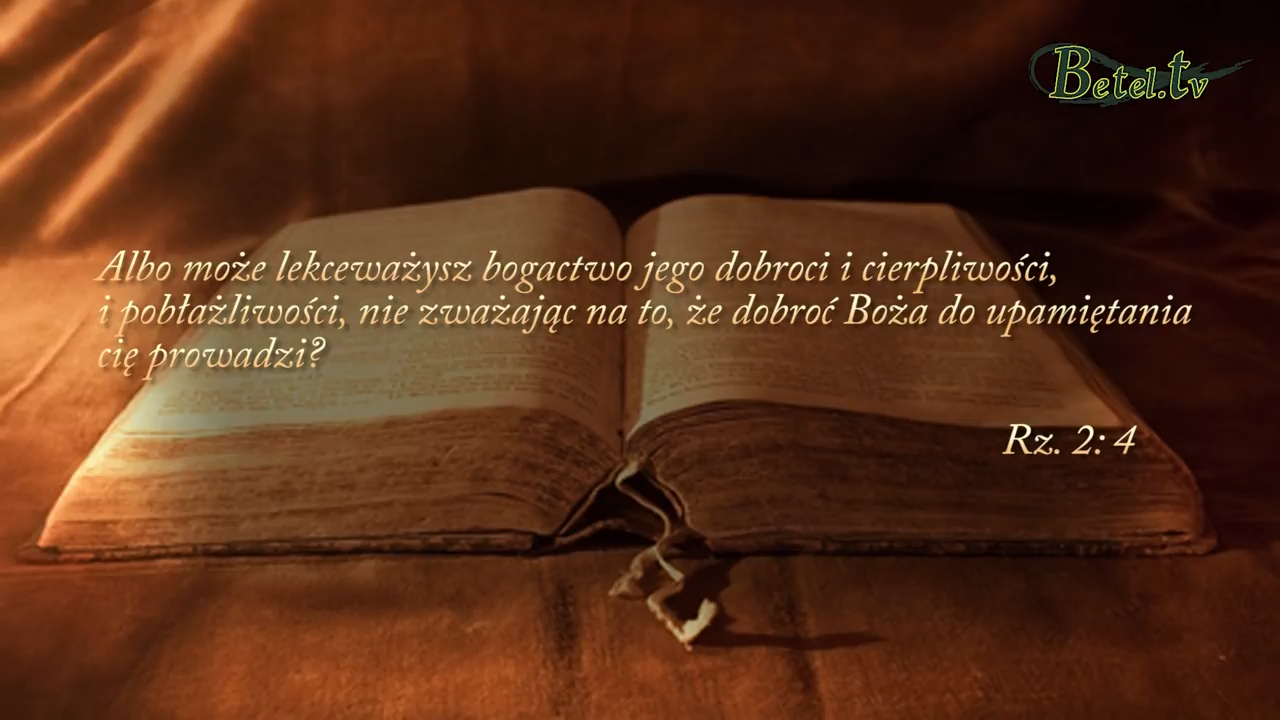 Betel.tv
Albo może lekceważysz bogactwo jego dobroci i cierpliwości,
i pobłażliwości, nie zważając na to, że dobroć Boża do upamiętania
cię prowadzi?
Rz. 2: 4